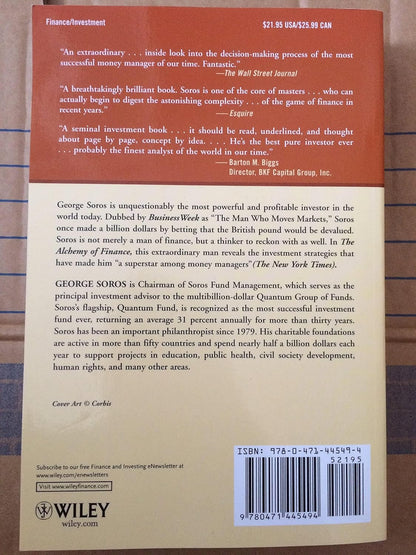 Finance/Investment
$21.95 USA/$25.99 CAN
“An extraordinary . . . inside look into the decision-making process of the most
successful money manager of our time. Fantastic.”
—The Wall Street Journal
“A breathtakingly brilliant book. Soros is one of the core of masters . . . who can
actually begin to digest the astonishing complexity . . . of the game of finance in
recent years.”
—Esquire
“A seminal investment book . . . it should be read, underlined, and thought
about page by page, concept by idea. . . . He’s the best pure investor ever
. . . probably the finest analyst of the world in our time.”
—Barton M. Biggs
Director, BKF Capital Group, Inc.
George Soros is unquestionably the most powerful and profitable investor in the
world today. Dubbed by BusinessWeek as “The Man Who Moves Markets,” Soros
once made a billion dollars by betting that the British pound would be devalued.
Soros is not merely a man of finance, but a thinker to reckon with as well. In The
Alchemy of Finance, this extraordinary man reveals the investment strategies that
have made him “a superstar among money managers”(The New York Times).
GEORGE SOROS is Chairman of Soros Fund Management, which serves as the
principal investment advisor to the multibillion-dollar Quantum Group of Funds.
Soros’s flagship, Quantum Fund, is recognized as the most successful investment
fund ever, returning an average 31 percent annually for more than thirty years.
Soros has been an important philanthropist since 1979. His charitable foundations
are active in more than fifty countries and spend nearly half a billion dollars each
year to support projects in education, public health, civil society development,
human rights, and many other areas.
Cover Art © Corbis
Subscribe to our free Finance and Investing eNewsletter at
www.wiley.com/enewsletters
Visit www.wileyfinance.com
WILEY
wiley.com
ISBN: 978-0-471-44549-4
52195
9 780471 445494